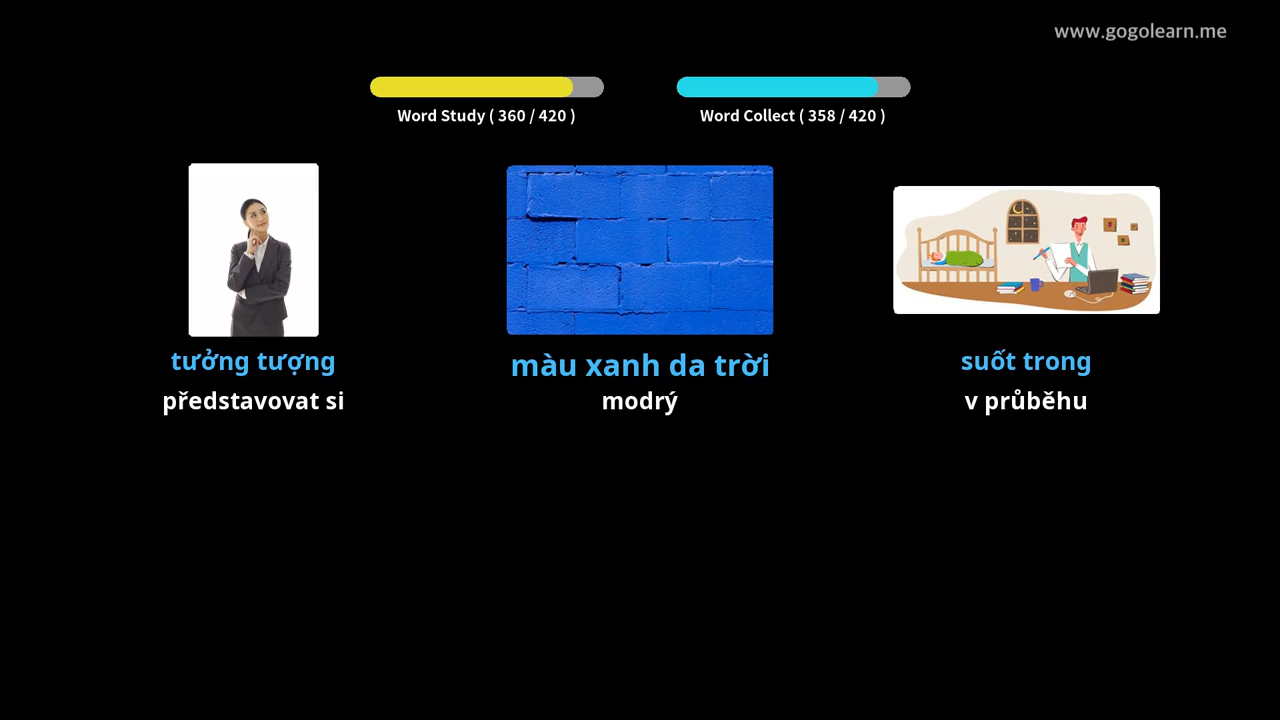 www.gogolearn.me
Word Study ( 360 / 420 )
Word Collect ( 358 / 420 )
tưởng tượng
představovat si
màu xanh da trời
modrý
suốt trong
v průběhu